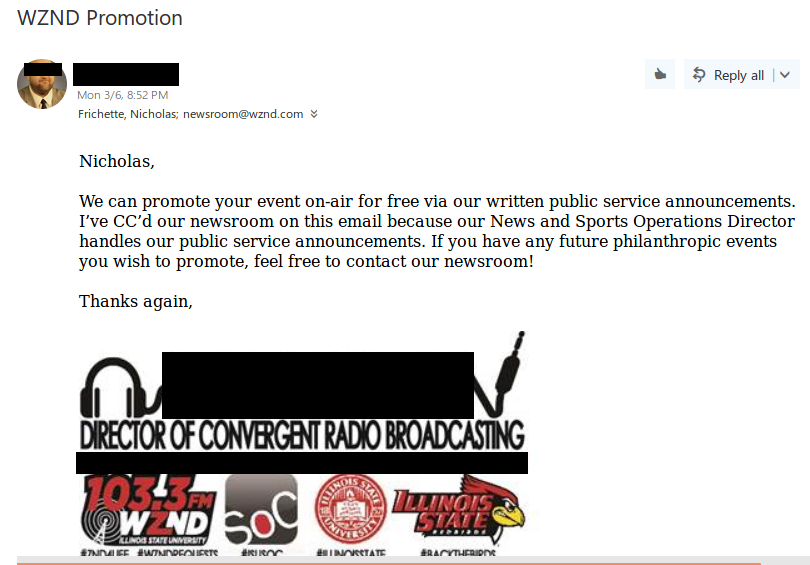 WZND Promotion
Mon 3/6, 8:52 PM
Reply all
Frichette, Nicholas; newsroom@wznd.com
Nicholas,
We can promote your event on-air for free via our written public service announcements.
I’ve CC’d our newsroom on this email because our News and Sports Operations Director
handles our public service announcements. If you have any future philanthropic events
you wish to promote, feel free to contact our newsroom!
Thanks again,
DIRECTOR OF CONVERGENT RADIO BROADCASTING
103.3 FM
WZND
ILLINOIS STATE UNIVERSITY
SoC
ILLINOIS STATE
ILLINOIS
STATE
REDBIRDS
#ZND4LIFE #WZNDREQUESTS #ISUSOC #ILLINOISSTATE #BACKTHEBIRDS